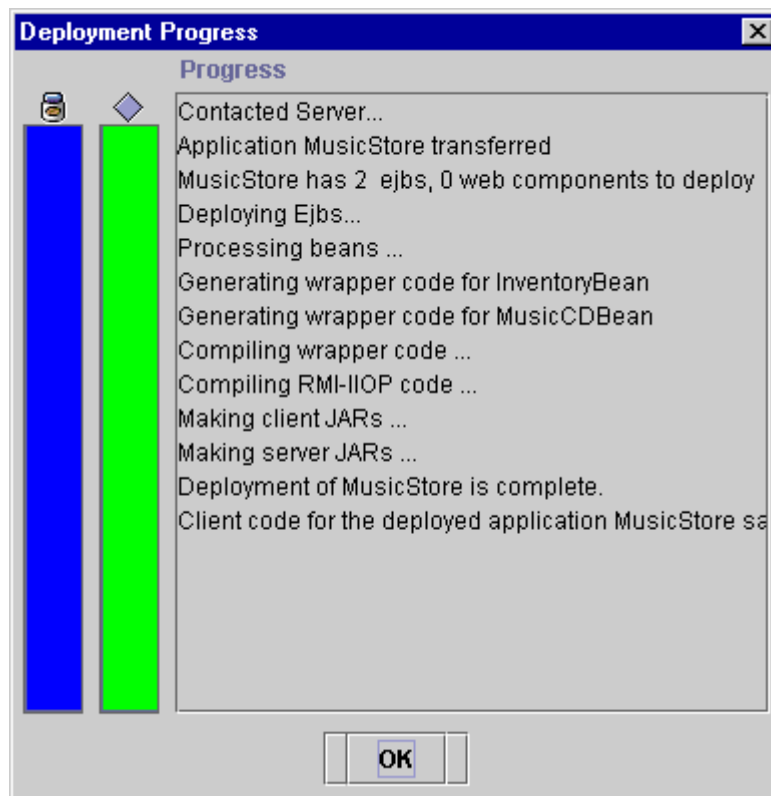 Deployment Progress
Progress
Contacted Server...
Application MusicStore transferred
MusicStore has 2 ejbs, 0 web components to deploy
Deploying Ejbs...
Processing beans ...
Generating wrapper code for InventoryBean
Generating wrapper code for MusicCDBean
Compiling wrapper code ...
Compiling RMI-IIOP code ...
Making client JARs ...
Making server JARs ...
Deployment of MusicStore is complete.
Client code for the deployed application MusicStore sa
OK